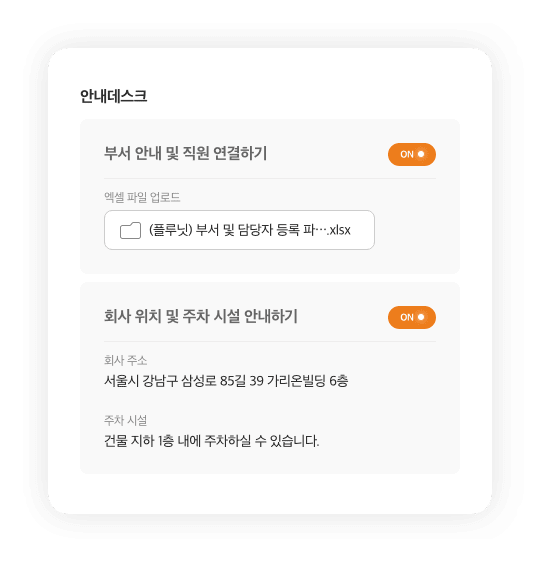 안내데스크
부서 안내 및 직원 연결하기
ON
엑셀 파일 업로드
(플루닛) 부서 및 담당자 등록 파···.xlsx
회사 위치 및 주차 시설 안내하기
ON
회사 주소
서울시 강남구 삼성로 85길 39 가리온빌딩 6층
주차 시설
건물 지하 1층 내에 주차하실 수 있습니다.